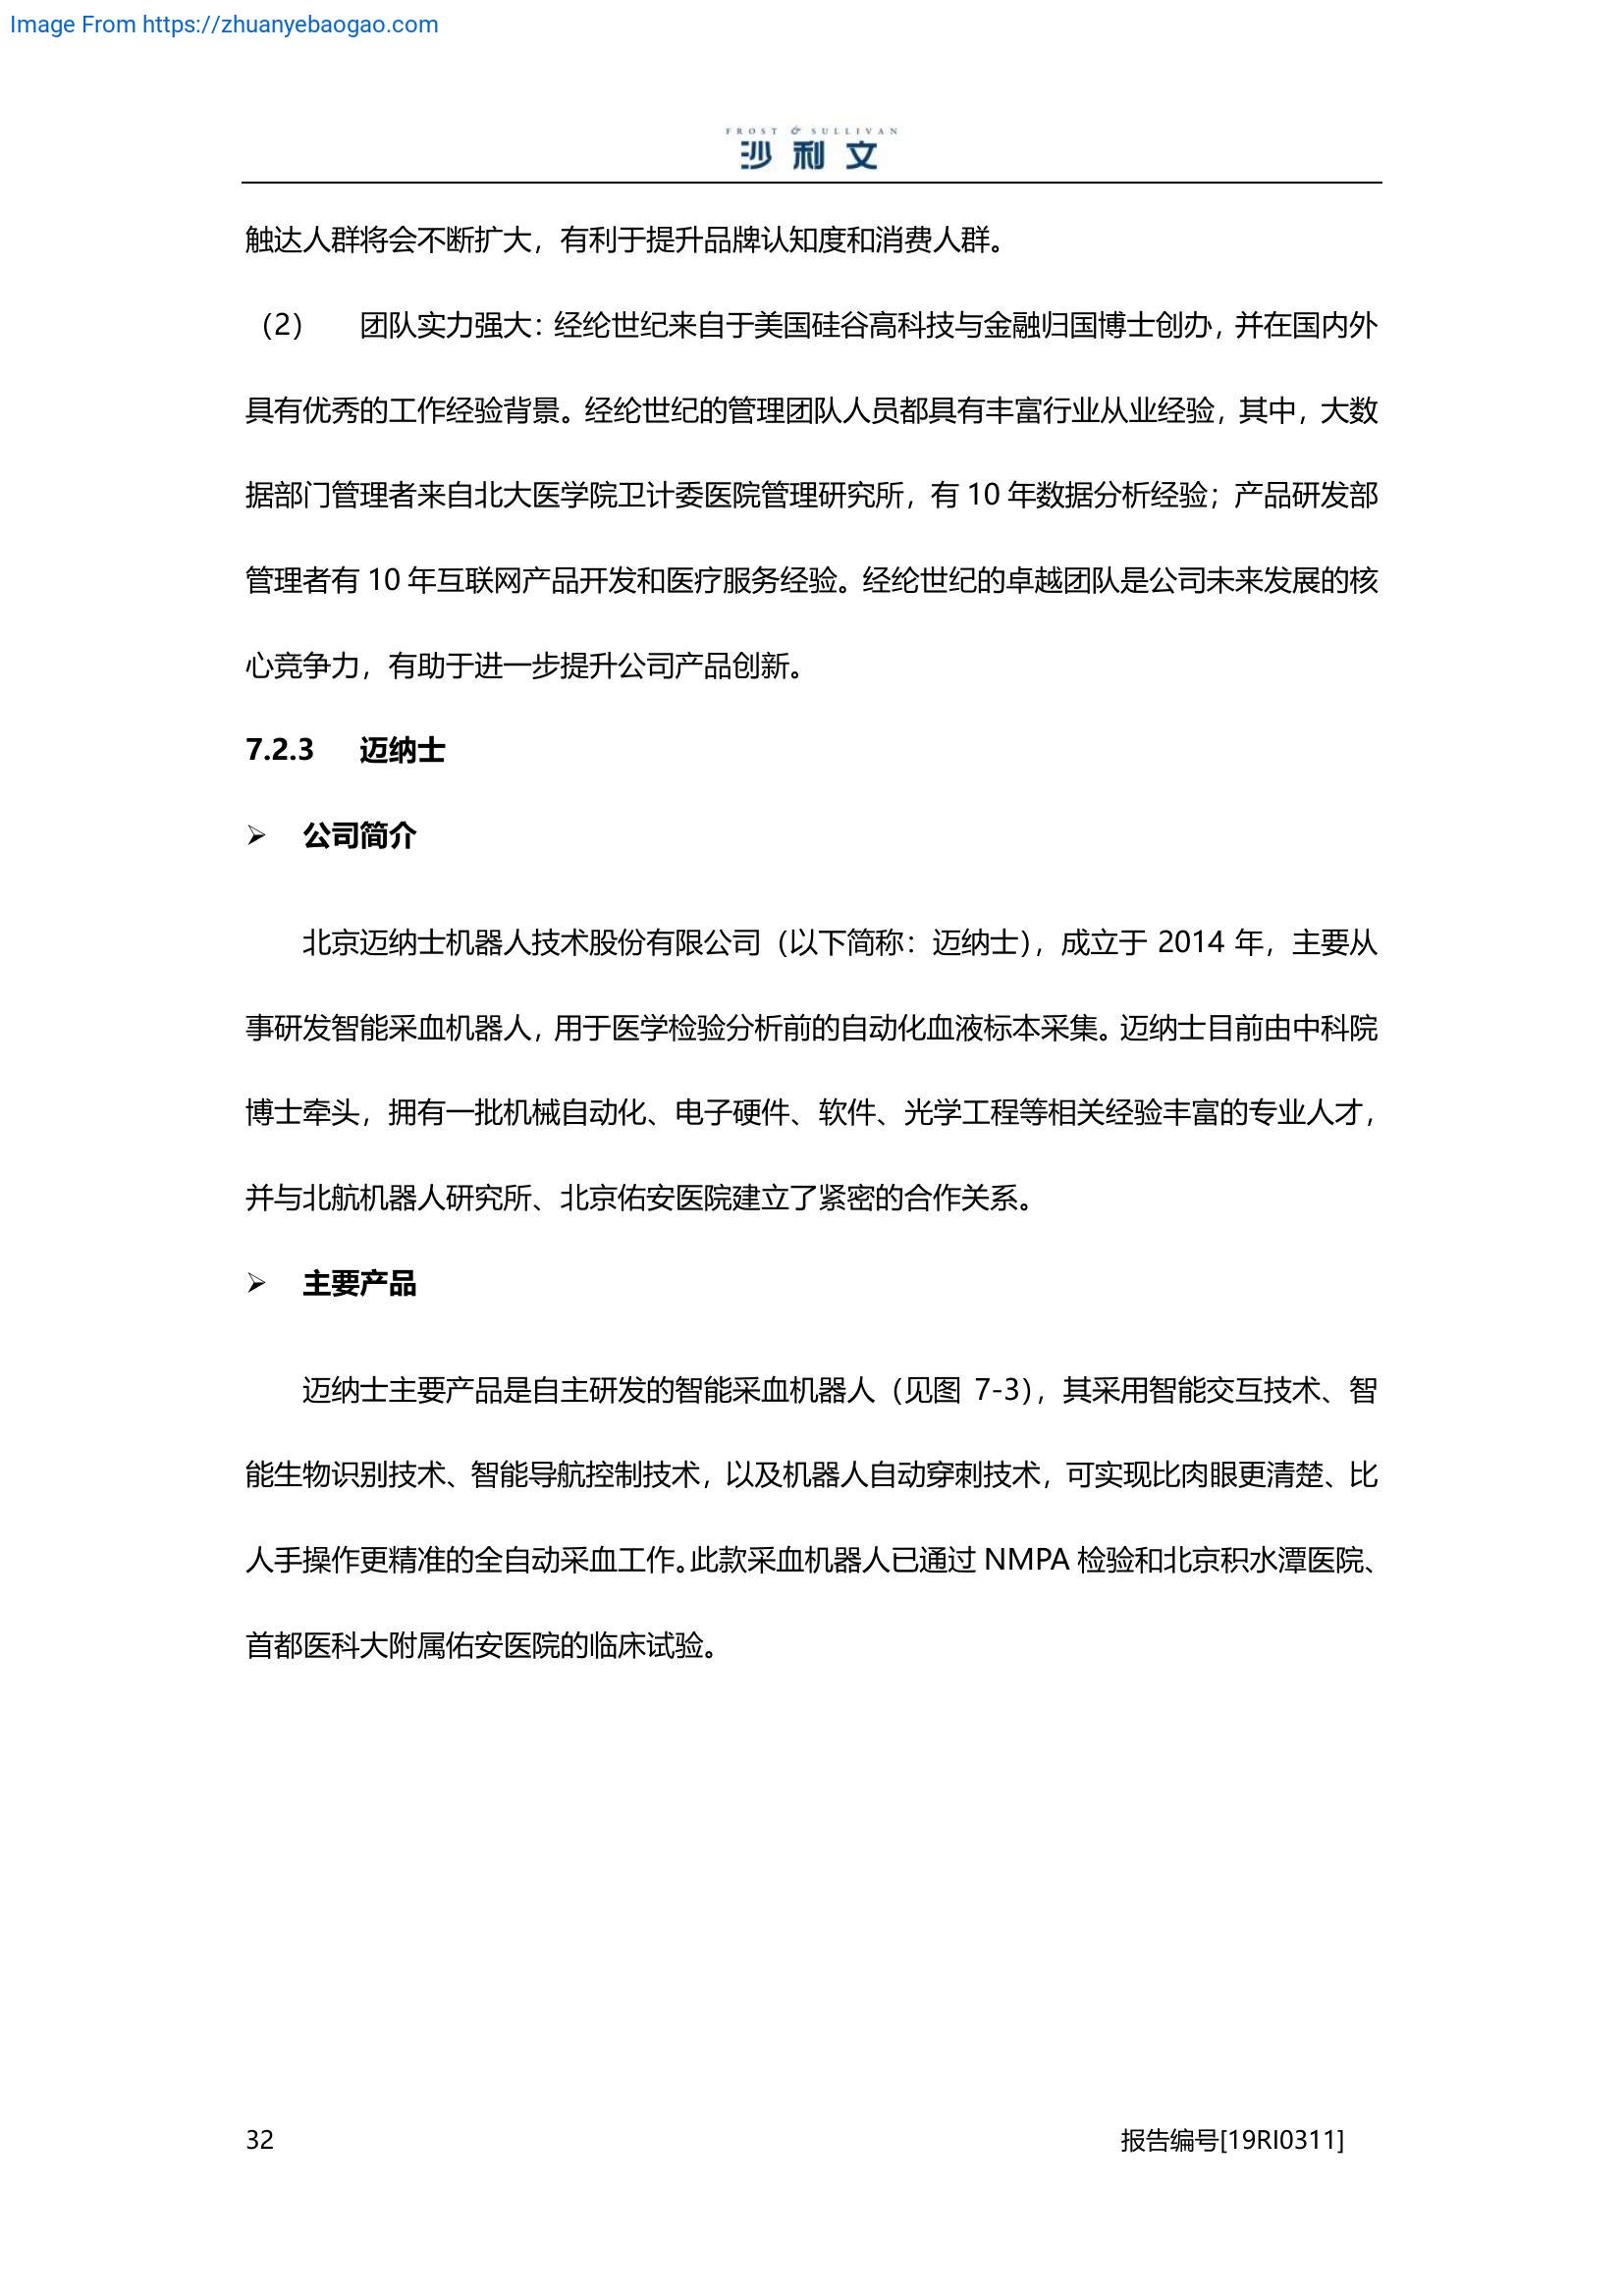 Image From https://zhuanyebaogao.com
FROST & SULLIVAN
沙利文
触达人群将会不断扩大，有利于提升品牌认知度和消费人群。
（2） 团队实力强大：经纶世纪来自于美国硅谷高科技与金融归国博士创办，并在国内外
具有优秀的工作经验背景。经纶世纪的管理团队人员都具有丰富行业从业经验，其中，大数
据部门管理者来自北大医学院卫计委医院管理研究所，有 10 年数据分析经验；产品研发部
管理者有 10 年互联网产品开发和医疗服务经验。经纶世纪的卓越团队是公司未来发展的核
心竞争力，有助于进一步提升公司产品创新。
7.2.3 迈纳士
➢ 公司简介
北京迈纳士机器人技术股份有限公司（以下简称：迈纳士），成立于 2014 年，主要从
事研发智能采血机器人，用于医学检验分析前的自动化血液标本采集。迈纳士目前由中科院
博士牵头，拥有一批机械自动化、电子硬件、软件、光学工程等相关经验丰富的专业人才，
并与北航机器人研究所、北京佑安医院建立了紧密的合作关系。
➢ 主要产品
迈纳士主要产品是自主研发的智能采血机器人（见图 7-3），其采用智能交互技术、智
能生物识别技术、智能导航控制技术，以及机器人自动穿刺技术，可实现比肉眼更清楚、比
人手操作更精准的全自动采血工作。此款采血机器人已通过 NMPA 检验和北京积水潭医院、
首都医科大附属佑安医院的临床试验。
32 报告编号[19RI0311]